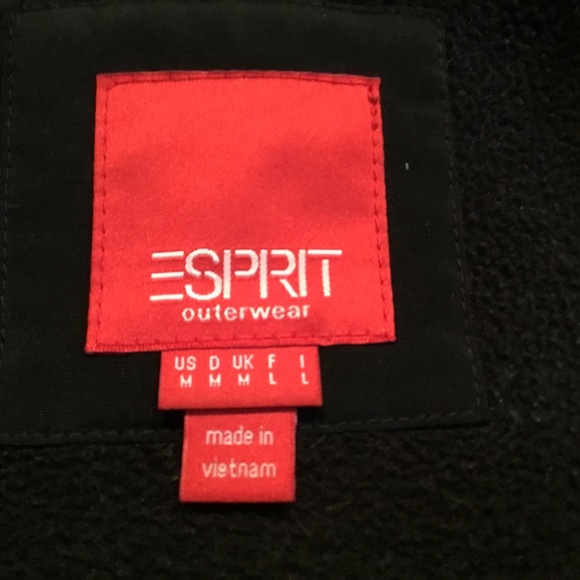 ESPRIT
outerwear
US D UK F I
M M M L L
made in
vietnam